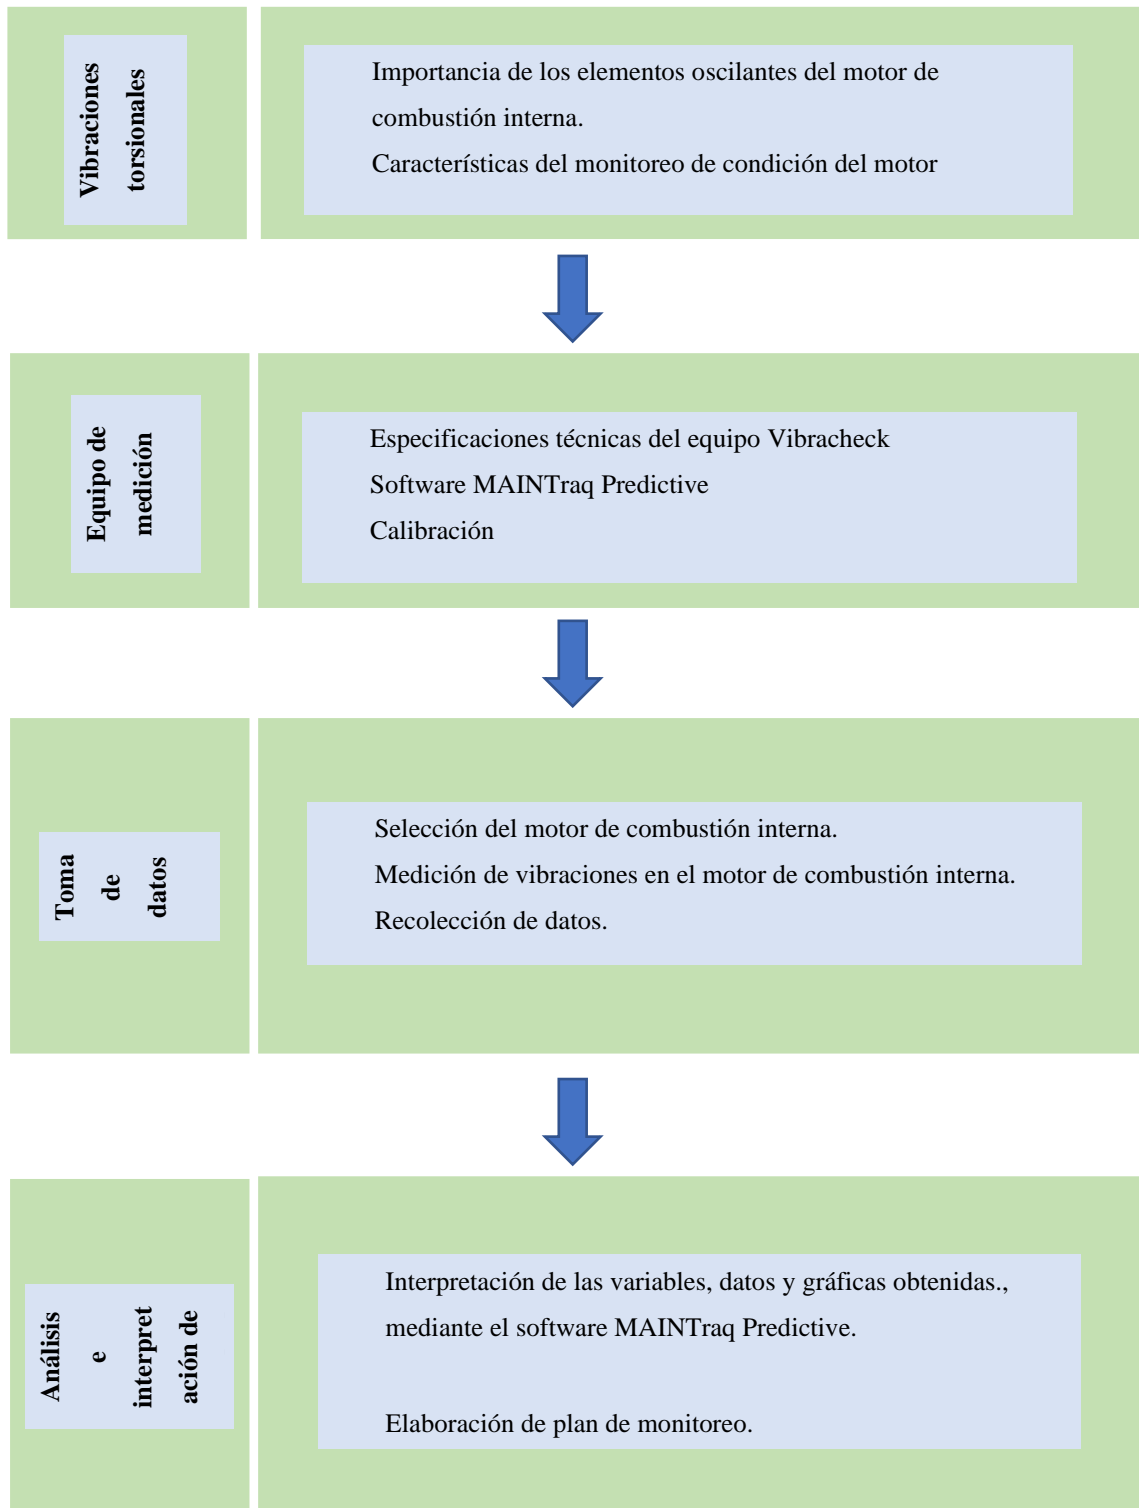 Vibraciones
torsionales
Importancia de los elementos oscilantes del motor de
combustión interna.
Características del monitoreo de condición del motor
Equipo de
medición
Especificaciones técnicas del equipo Vibracheck
Software MAINTraq Predictive
Calibración
Toma
de
datos
Selección del motor de combustión interna.
Medición de vibraciones en el motor de combustión interna.
Recolección de datos.
Análisis
e
interpret
ación de
Interpretación de las variables, datos y gráficas obtenidas.,
mediante el software MAINTraq Predictive.
Elaboración de plan de monitoreo.